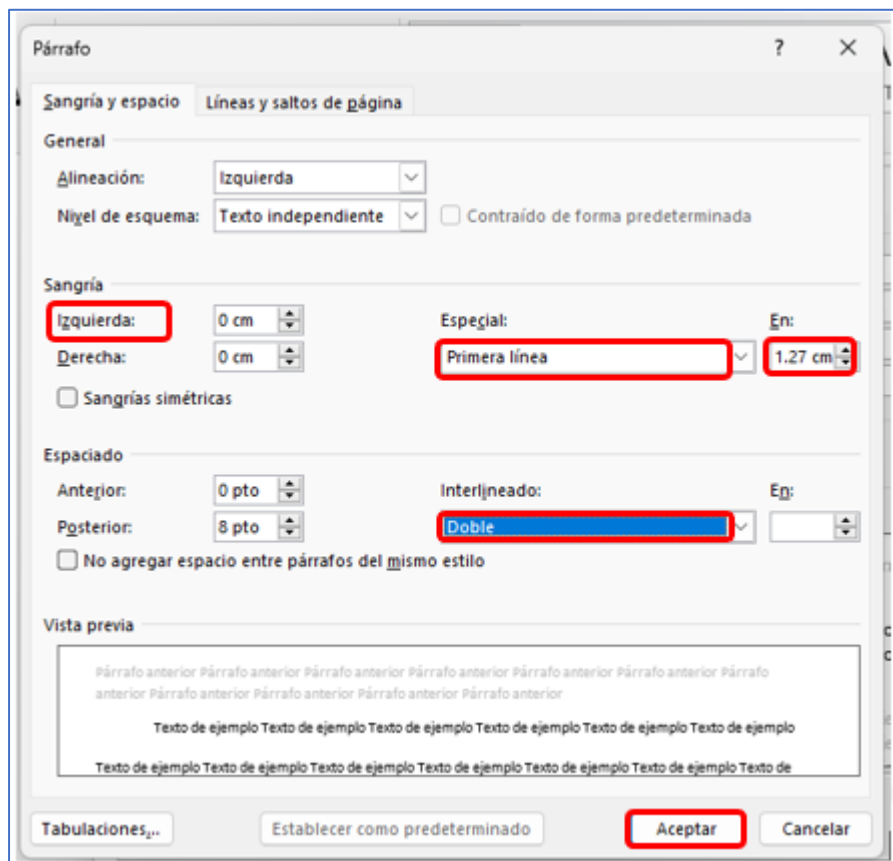 Párrafo ?
Sangría y espacio Líneas y saltos de página
General
Alineación: Izquierda
Nivel de esquema: Texto independiente Contraído de forma predeterminada
Sangría
Izquierda: 0 cm Especial: En:
Derecha: 0 cm Primera línea 1.27 cm
Sangrías simétricas
Espaciado
Anterior: 0 pto Interlineado: En:
Posterior: 8 pto Doble
No agregar espacio entre párrafos del mismo estilo
Vista previa
Párrafo anterior Párrafo anterior Párrafo anterior Párrafo anterior Párrafo anterior Párrafo anterior Párrafo
anterior Párrafo anterior Párrafo anterior Párrafo anterior Párrafo anterior
Texto de ejemplo Texto de ejemplo Texto de ejemplo Texto de ejemplo Texto de ejemplo Texto de ejemplo
Texto de ejemplo Texto de ejemplo Texto de ejemplo Texto de ejemplo Texto de ejemplo Texto de ejemplo Texto de
Tabulaciones... Establecer como predeterminado Aceptar Cancelar